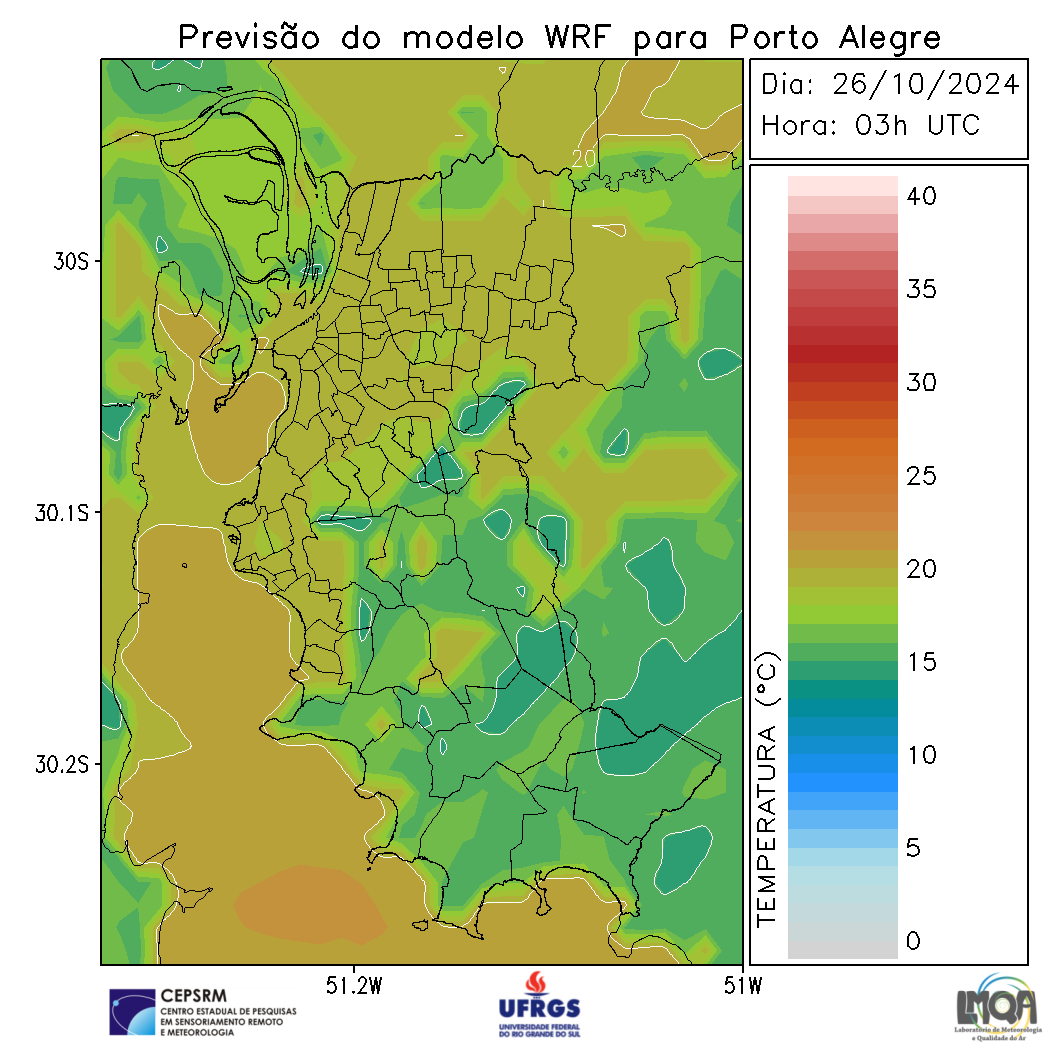 Previsão do modelo WRF para Porto Alegre
Dia: 26/10/2024
Hora: 03h UTC
20
30S
30.1S
30.2S
51.2W
51W
40
35
30
25
20
15
10
5
0
TEMPERATURA (°C)
CEPSRM
CENTRO ESTADUAL DE PESQUISAS
EM SENSORIAMENTO REMOTO
E METEOROLOGIA
UFRGS
UNIVERSIDADE FEDERAL
DO RIO GRANDE DO SUL
LMQA
Laboratório de Meteorologia
e Qualidade do Ar